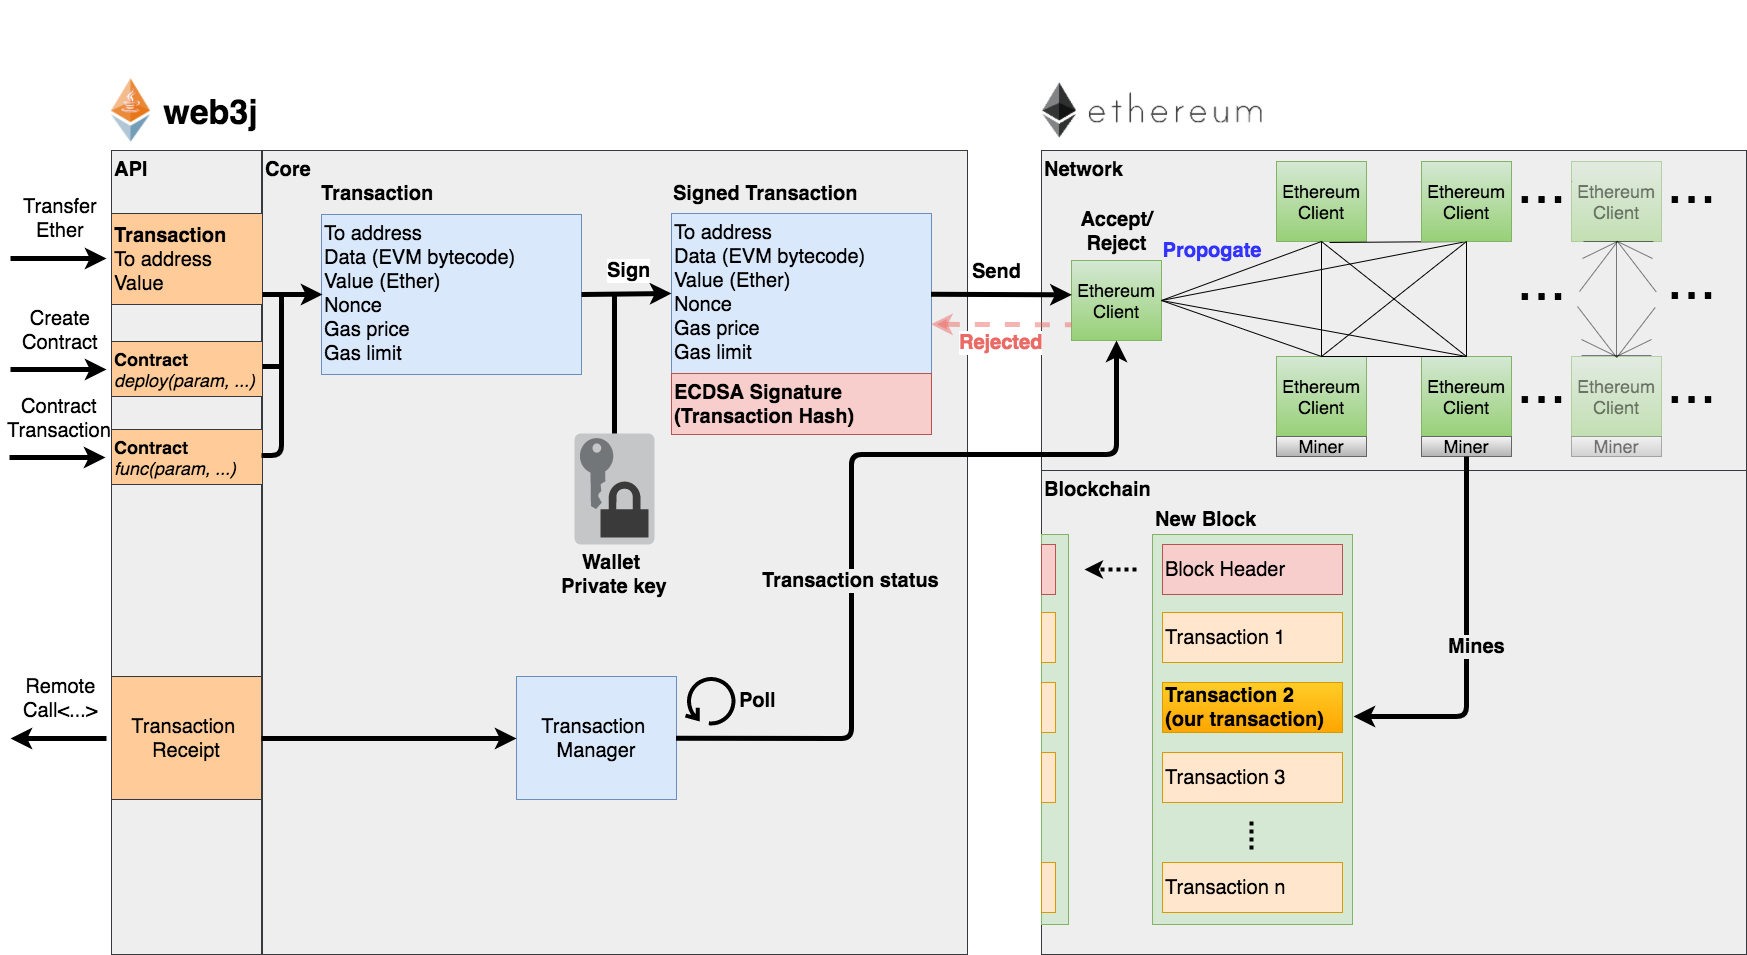 web3j
ethereum
API
Core
Transfer
Ether
Transaction
To address
Value
Create
Contract
Contract
deploy(param, ...)
Contract
Transaction
Contract
func(param, ...)
Transaction
To address
Data (EVM bytecode)
Value (Ether)
Nonce
Gas price
Gas limit
Sign
Wallet
Private key
Signed Transaction
To address
Data (EVM bytecode)
Value (Ether)
Nonce
Gas price
Gas limit
ECDSA Signature
(Transaction Hash)
Send
Rejected
Transaction status
Remote
Call<...>
Transaction
Receipt
Transaction
Manager
Poll
Network
Accept/
Reject
Propogate
Ethereum
Client
Ethereum
Client
Ethereum
Client
Ethereum
Client
Ethereum
Client
Miner
Ethereum
Client
Miner
Ethereum
Client
Miner
Blockchain
New Block
Block Header
Transaction 1
Transaction 2
(our transaction)
Transaction 3
Transaction n
Mines